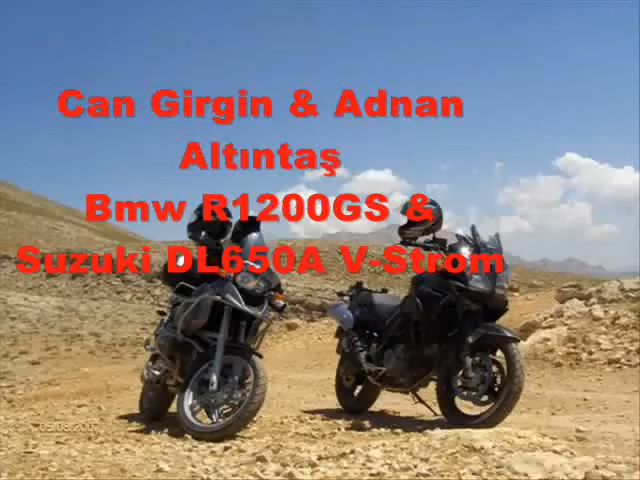 Can Girgin & Adnan
Altıntaş
Bmw R1200GS &
Suzuki DL650A V-Strom